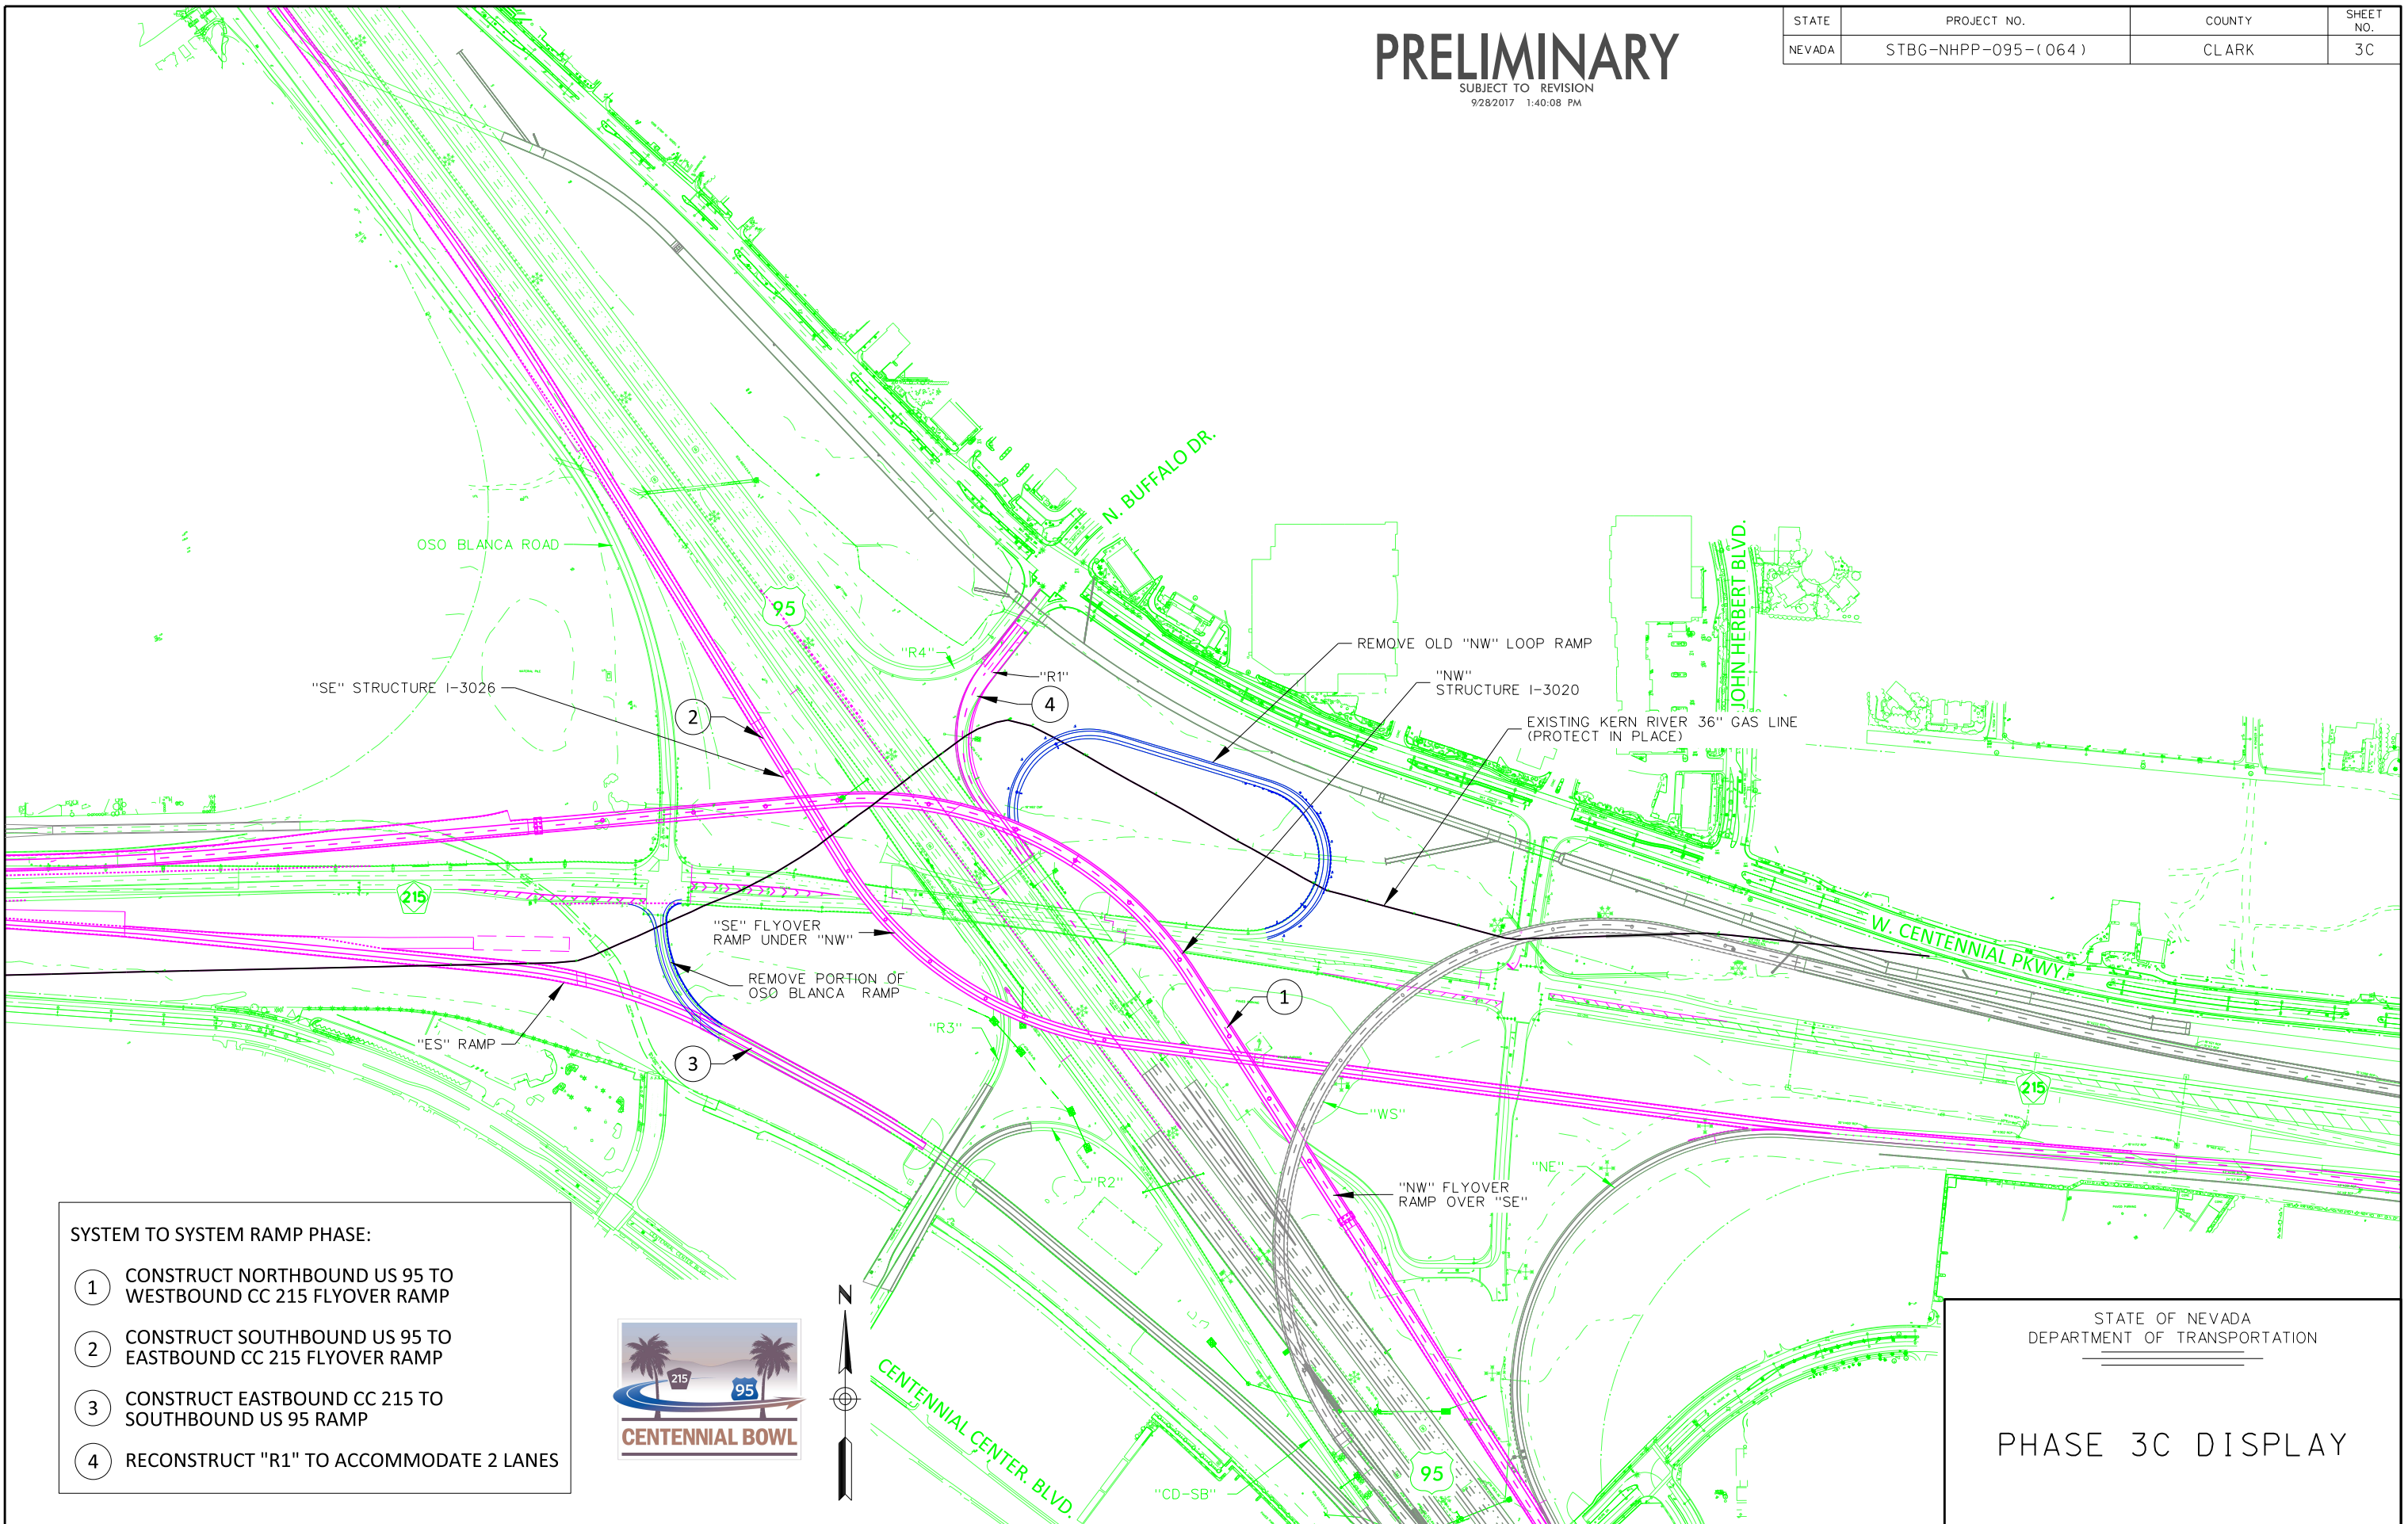 PRELIMINARY
SUBJECT TO REVISION
9/28/2017 1:40:08 PM
STATE PROJECT NO. COUNTY SHEET NO.
NEVADA STBG-NHPP-095-(064) CLARK 3C
N. BUFFALO DR.
OSO BLANCA ROAD
95
JOHN HERBERT BLVD.
"R4"
REMOVE OLD "NW" LOOP RAMP
"R1"
4
"NW"
STRUCTURE I-3020
"SE" STRUCTURE I-3026
2
EXISTING KERN RIVER 36" GAS LINE
(PROTECT IN PLACE)
215
"SE" FLYOVER
RAMP UNDER "NW"
W. CENTENNIAL PKWY.
REMOVE PORTION OF
OSO BLANCA RAMP
1
"R3"
"ES" RAMP
3
215
"WS"
"NE"
"R2"
"NW" FLYOVER
RAMP OVER "SE"
SYSTEM TO SYSTEM RAMP PHASE:
1 CONSTRUCT NORTHBOUND US 95 TO
WESTBOUND CC 215 FLYOVER RAMP
2 CONSTRUCT SOUTHBOUND US 95 TO
EASTBOUND CC 215 FLYOVER RAMP
3 CONSTRUCT EASTBOUND CC 215 TO
SOUTHBOUND US 95 RAMP
4 RECONSTRUCT "R1" TO ACCOMMODATE 2 LANES
215
95
CENTENNIAL BOWL
N
CENTENNIAL CENTER. BLVD.
"CD-SB"
95
STATE OF NEVADA
DEPARTMENT OF TRANSPORTATION
PHASE 3C DISPLAY